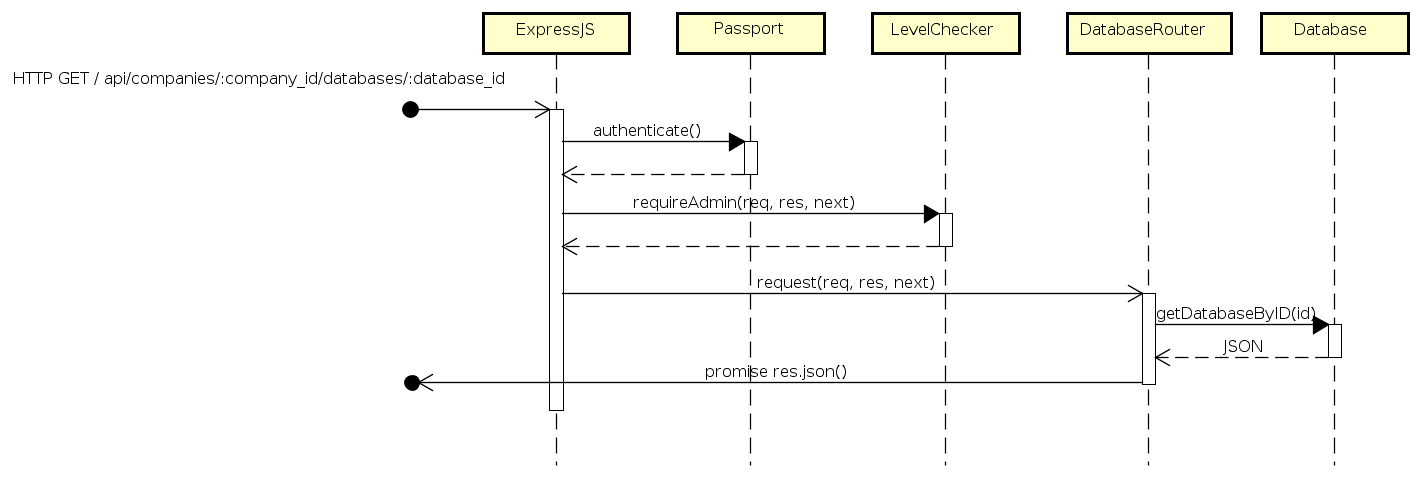 ExpressJS
Passport
LevelChecker
DatabaseRouter
Database
HTTP GET / api/companies/:company_id/databases/:database_id
authenticate()
requireAdmin(req, res, next)
request(req, res, next)
getDatabaseByID(id)
JSON
promise res.json()